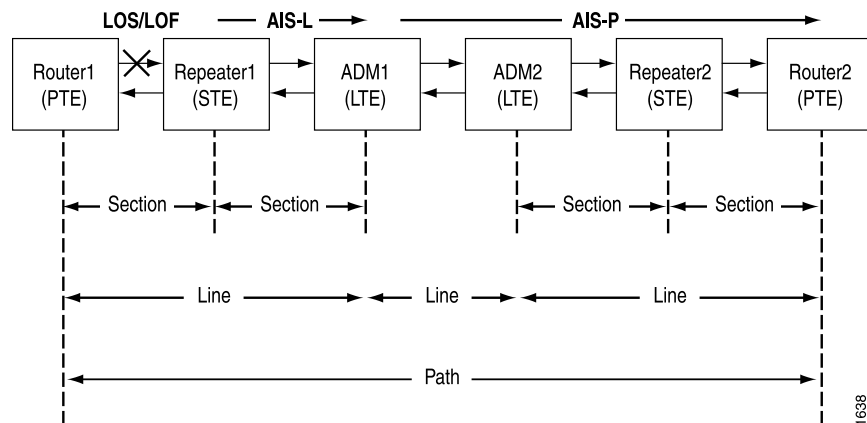 LOS/LOF AIS-L AIS-P
Router1 Repeater1 ADM1 ADM2 Repeater2 Router2
(PTE) (STE) (LTE) (LTE) (STE) (PTE)
Section Section Section Section
Line Line Line
Path
1638